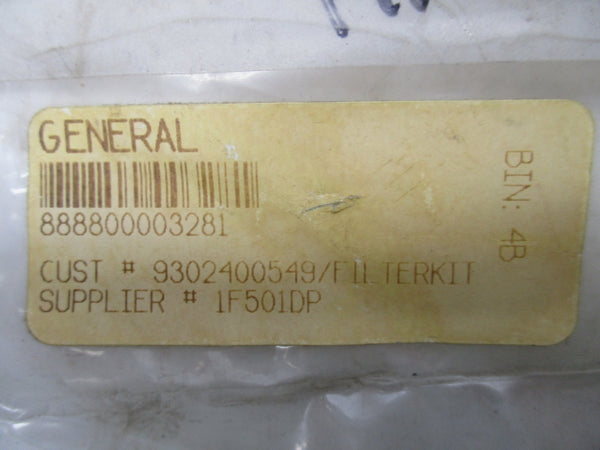 GENERAL
888800003281
CUST # 9302400549/FILTERKIT
SUPPLIER # 1F501DP
BIN: 4B